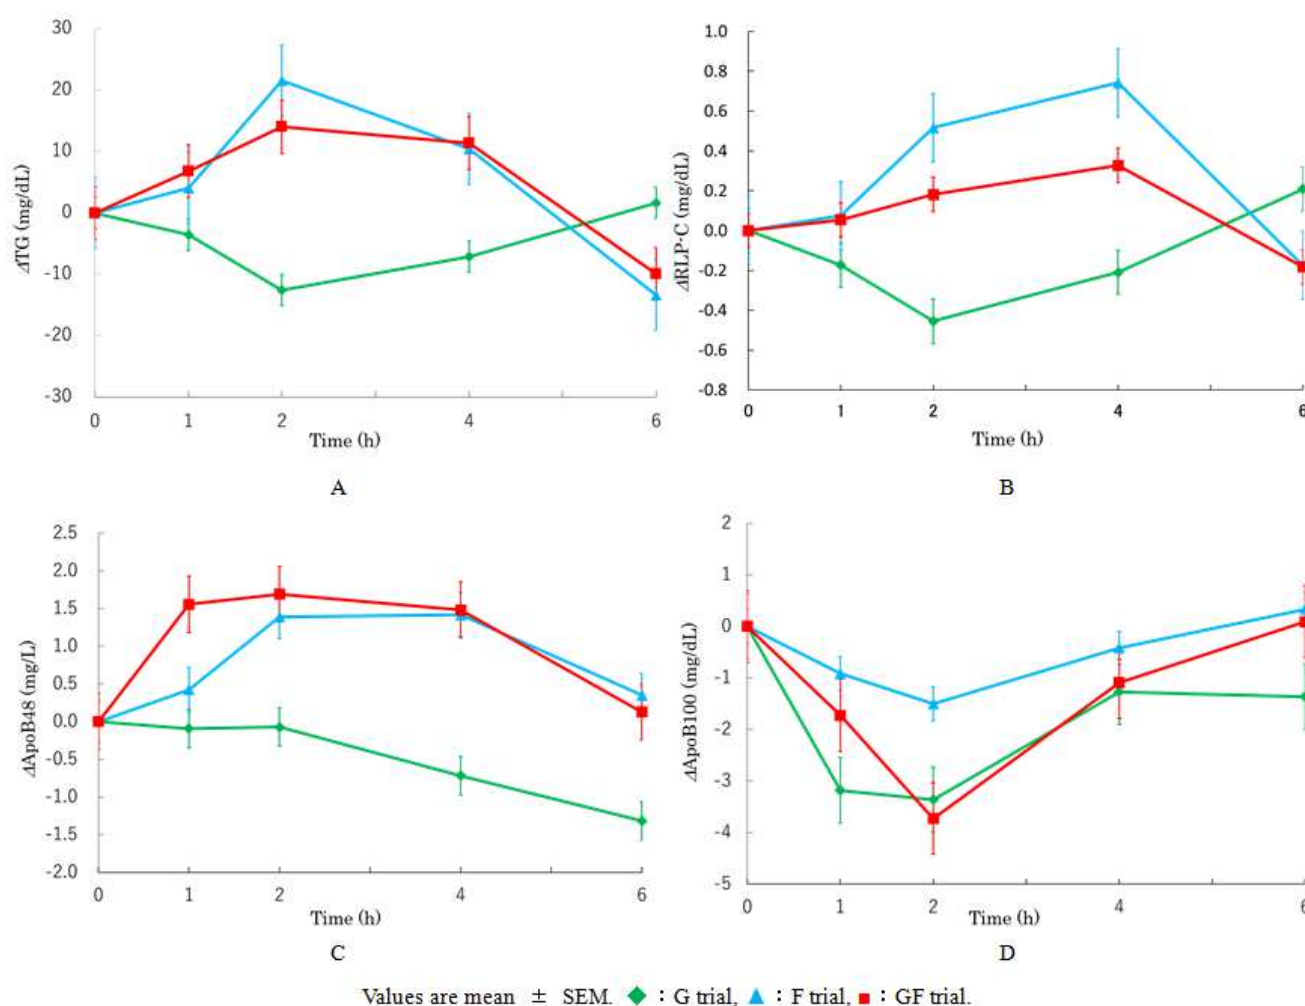 30
20
10
0
-10
-20
-30
ΔTG (mg/dL)
0 1 2 4 6
Time (h)
A
1.0
0.8
0.6
0.4
0.2
0.0
-0.2
-0.4
-0.6
-0.8
ΔRLP-C (mg/dL)
0 1 2 4 6
Time (h)
B
2.5
2.0
1.5
1.0
0.5
0.0
-0.5
-1.0
-1.5
-2.0
ΔApoB48 (mg/L)
0 1 2 4 6
Time (h)
C
2
1
0
-1
-2
-3
-4
-5
ΔApoB100 (mg/dL)
0 1 2 4 6
Time (h)
D
Values are mean ± SEM. ◆ : G trial, ▲ : F trial, ■ : GF trial.